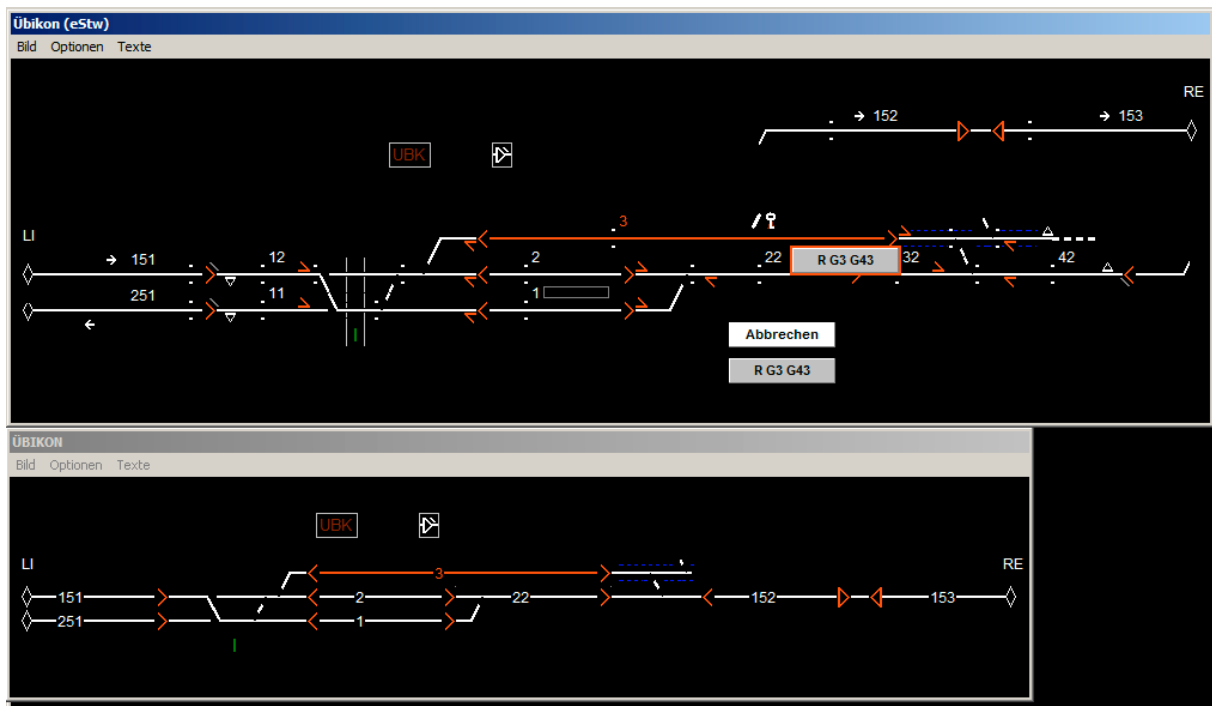 Übikon (eStw)
Bild Optionen Texte
RE
152 153
UBK
3
LI
151 12 2 22 R G3 G43 32 42
251 11 1
Abbrechen
R G3 G43
ÜBIKON
Bild Optionen Texte
UBK
LI RE
3
151 2 22 152 153
251 1